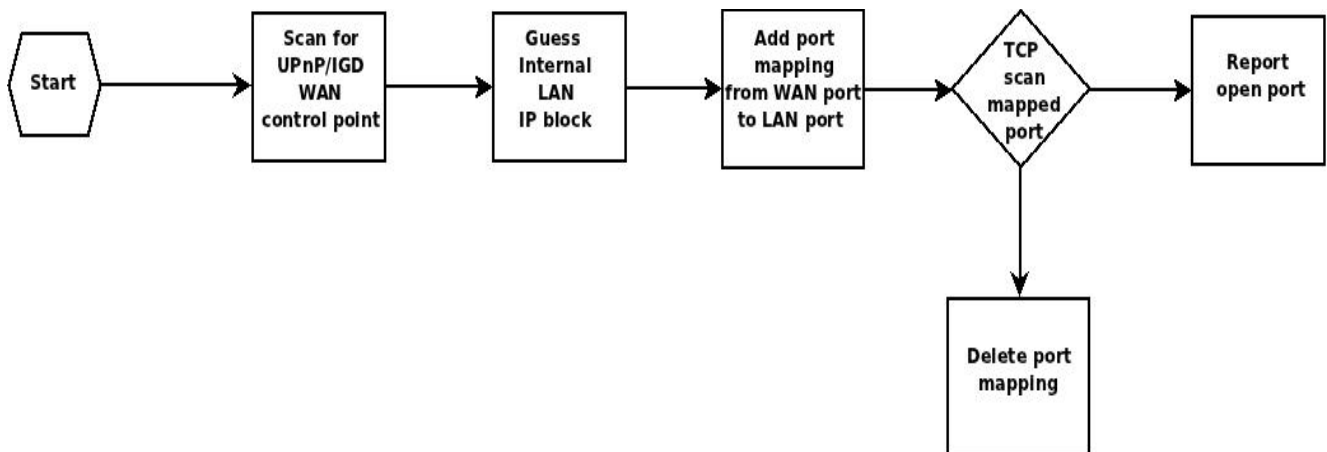 Start
Scan for
UPnP/IGD
WAN
control point
Guess
Internal
LAN
IP block
Add port
mapping
from WAN port
to LAN port
TCP
scan
mapped
port
Report
open port
Delete port
mapping